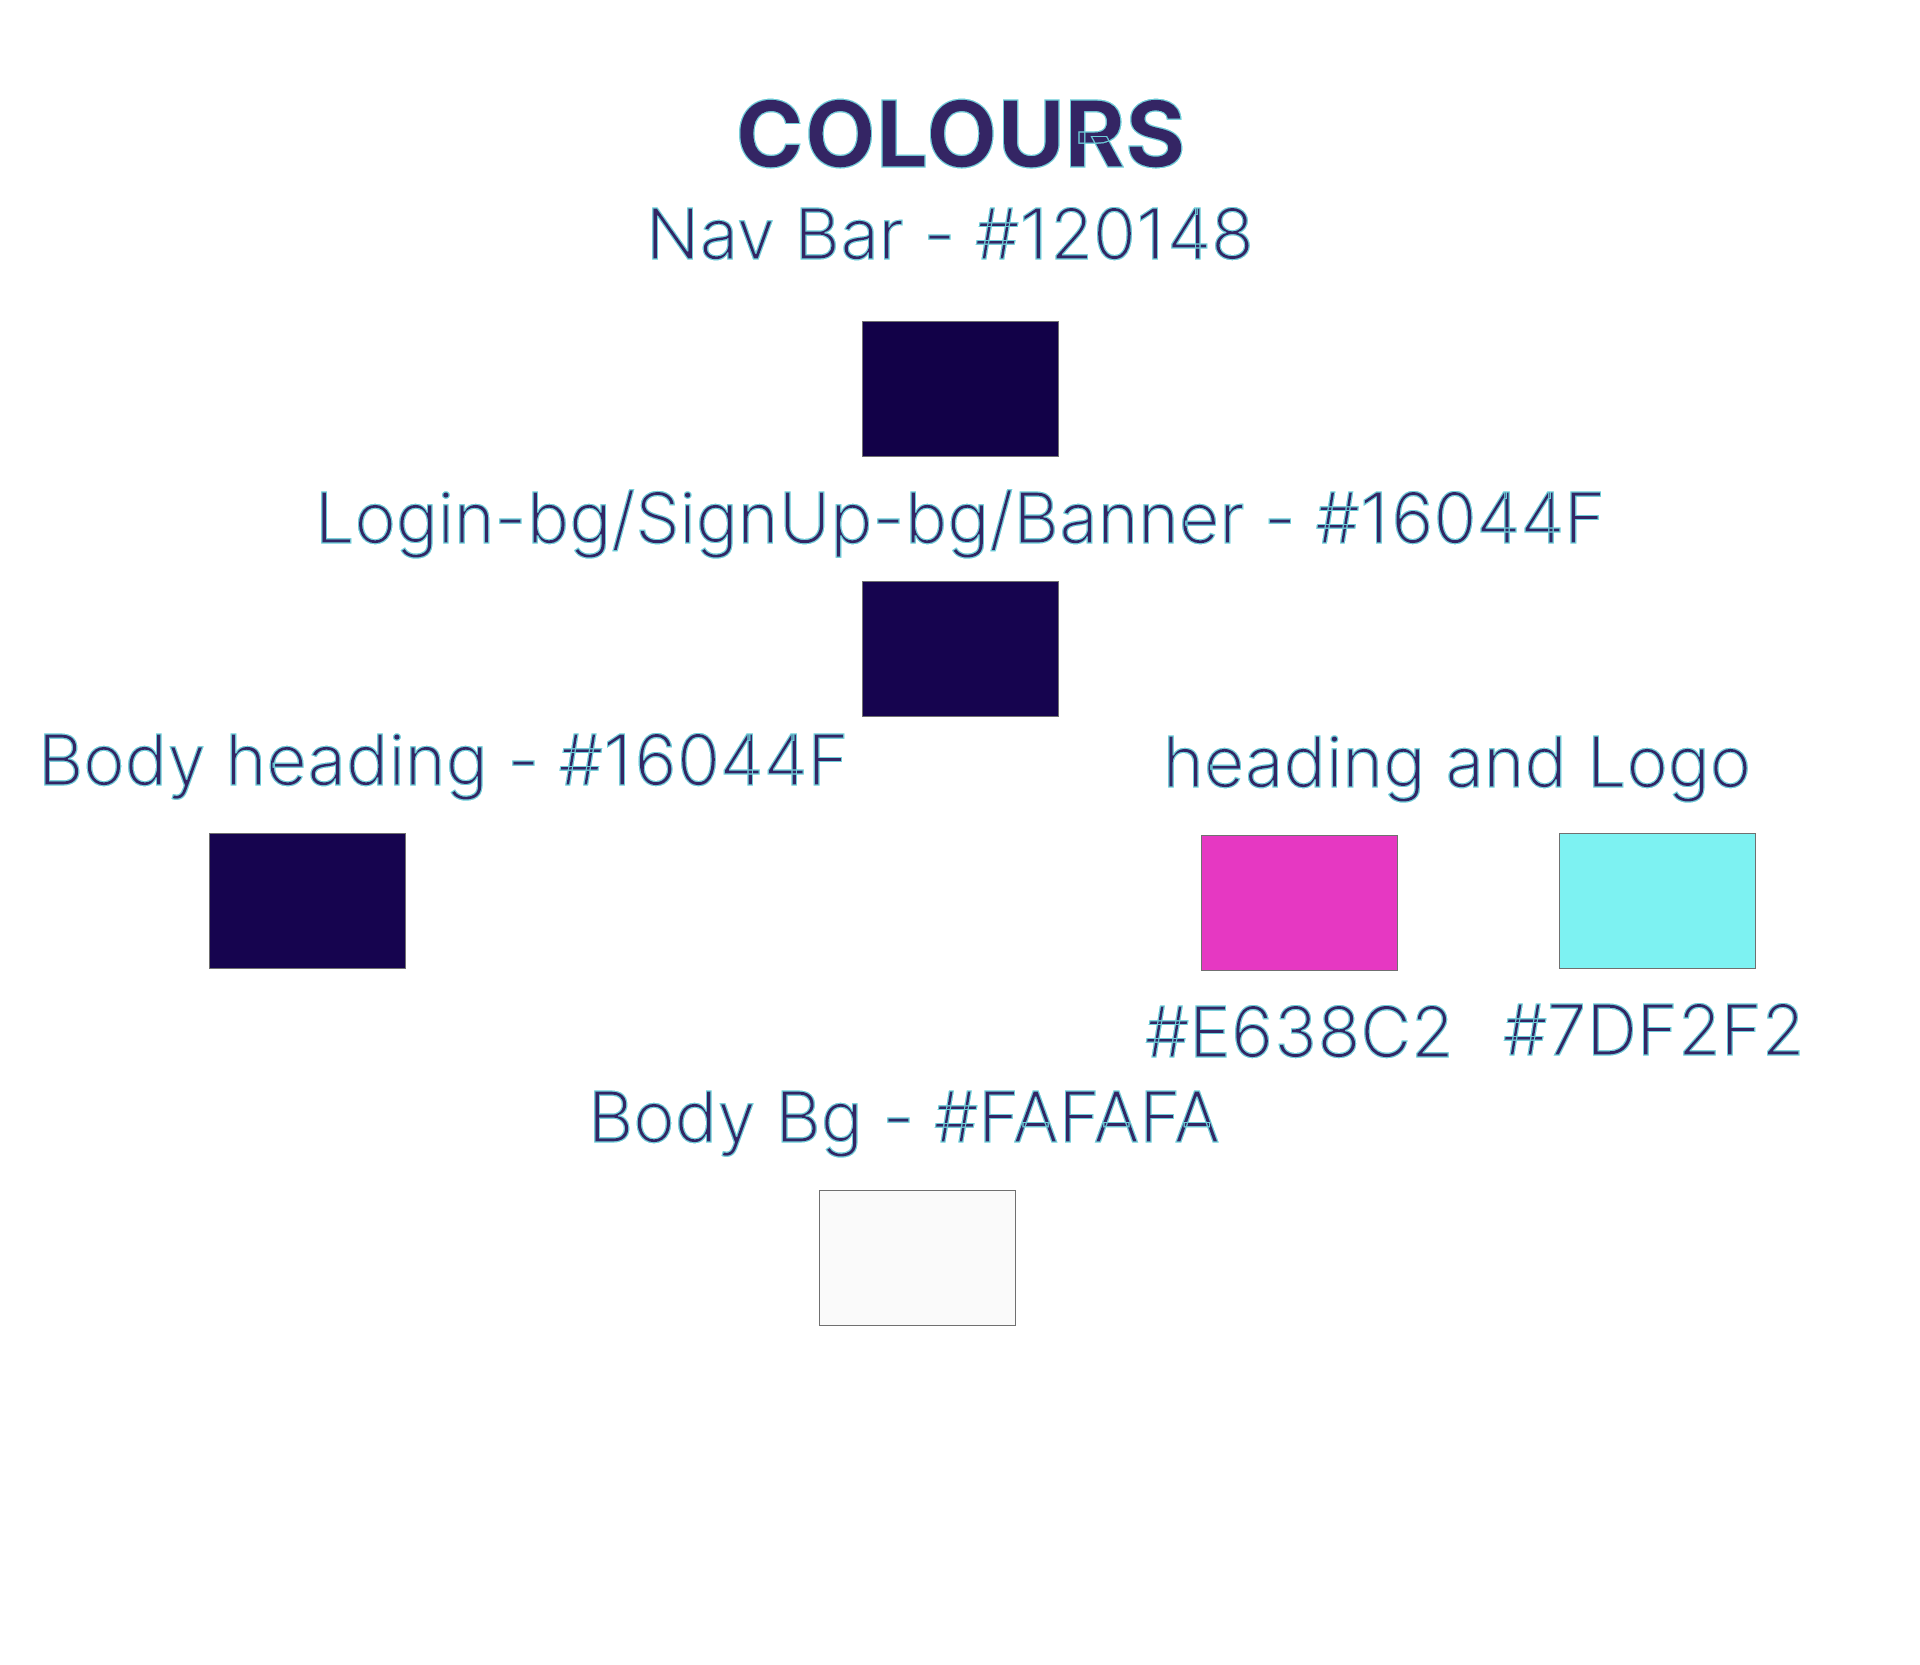 COLOURS
Nav Bar - #120148
Login-bg/SignUp-bg/Banner - #16044F
Body heading - #16044F
heading and Logo
#E638C2
#7DF2F2
Body Bg - #FAFAFA